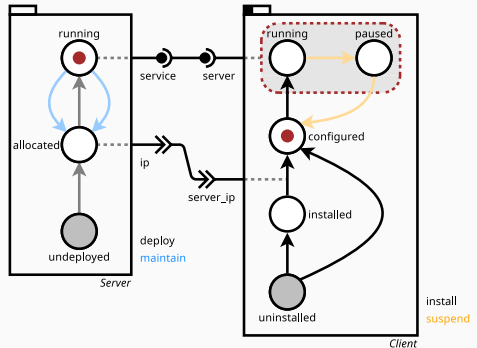 running
running
paused
service
server
allocated
configured
ip
server_ip
installed
deploy
undeployed
maintain
Server
uninstalled
install
suspend
Client